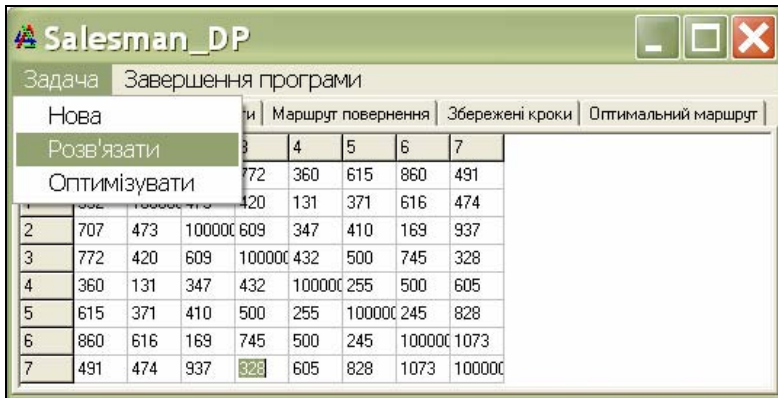 Salesman_DP
Задача Завершення програми
Нова
Розв'язати
Оптимізувати
Маршрут повернення Збережені кроки Оптимальний маршрут
4 5 6 7
772 360 615 860 491
420 131 371 616 474
2 707 473 100000 609 347 410 169 937
3 772 420 609 100000 432 500 745 328
4 360 131 347 432 100000 255 500 605
5 615 371 410 500 255 100000 245 828
6 860 616 169 745 500 245 100000 1073
7 491 474 937 328 605 828 1073 100000